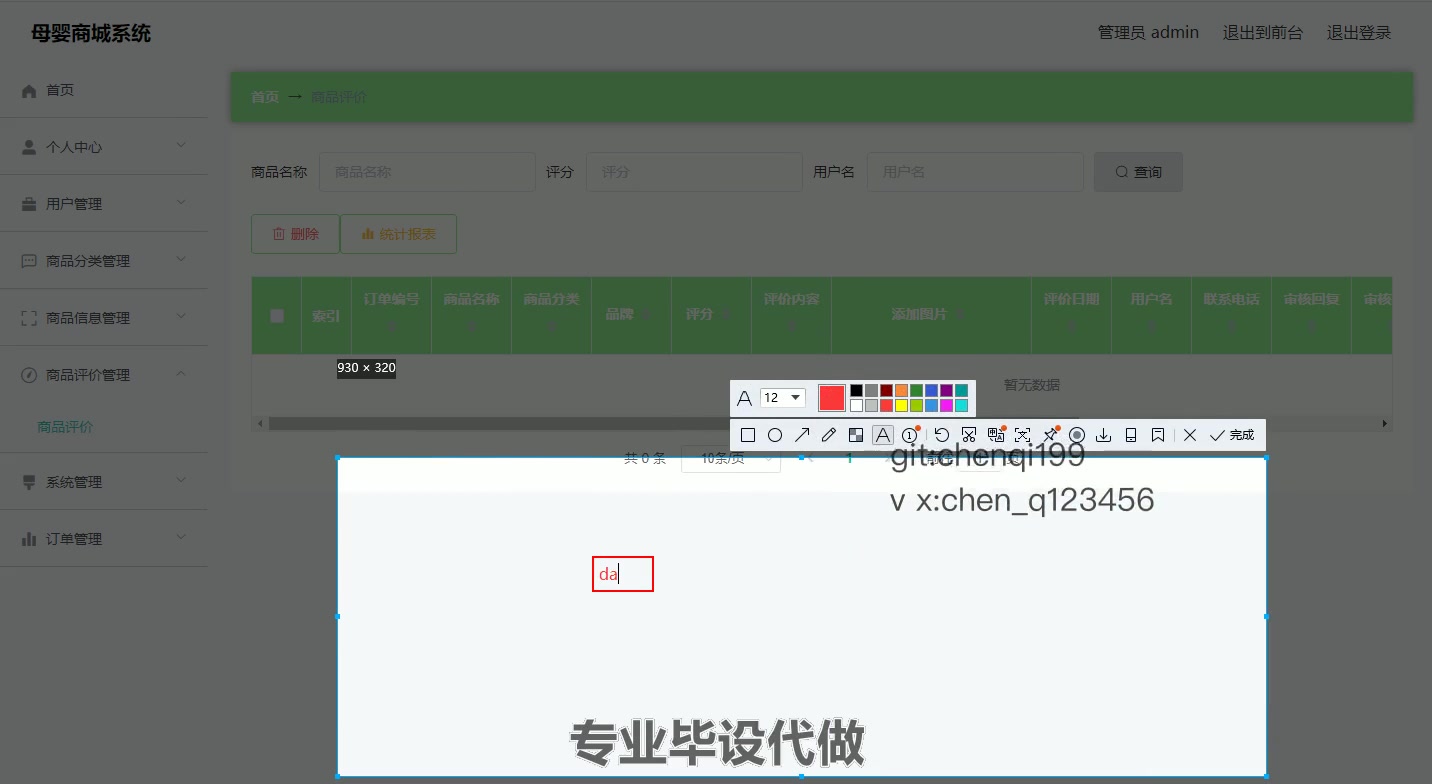 母婴商城系统
管理员 admin 退出到前台 退出登录
首页
个人中心
用户管理
商品分类管理
商品信息管理
商品评价管理
商品评价
系统管理
订单管理
首页 → 商品评价
商品名称 商品名称 评分 评分 用户名 用户名 查询
删除 统计报表
索引 订单编号 商品名称 商品分类 品牌 评分 评价内容 添加图片 评价日期 用户名 联系电话 审核回复 审核
930 × 320
暂无数据
A 12
A 1 完成
共 0 条 10条/页 1 前往 页
git:chenqi199
v x:chen_q123456
da
专业毕设代做